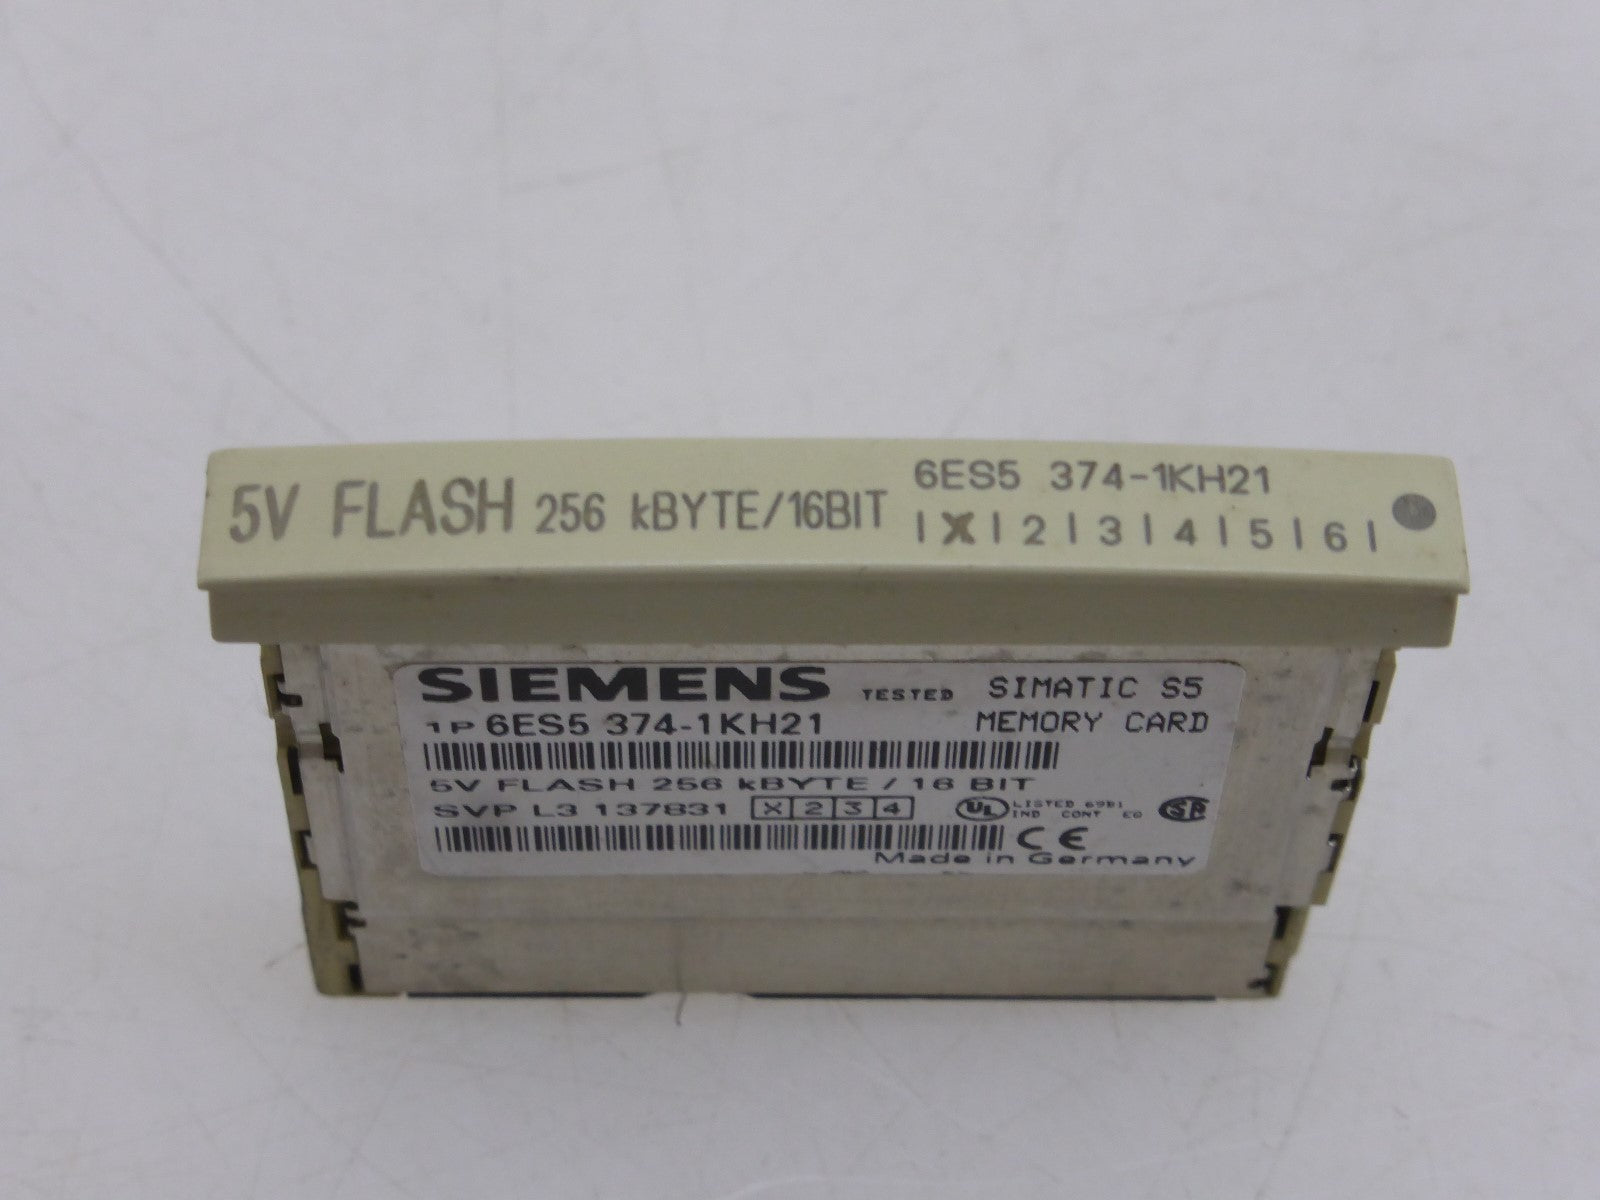 5V FLASH 256 kBYTE/16BIT
6ES5 374-1KH21
| X | 2 | 3 | 4 | 5 | 6 |
SIEMENS TESTED SIMATIC S5
1P 6ES5 374-1KH21 MEMORY CARD
5V FLASH 256 kBYTE / 16 BIT
SVP L3 137831 X 2 3 4 UL LISTED 69B1
IND CONT EQ
CE
Made in Germany